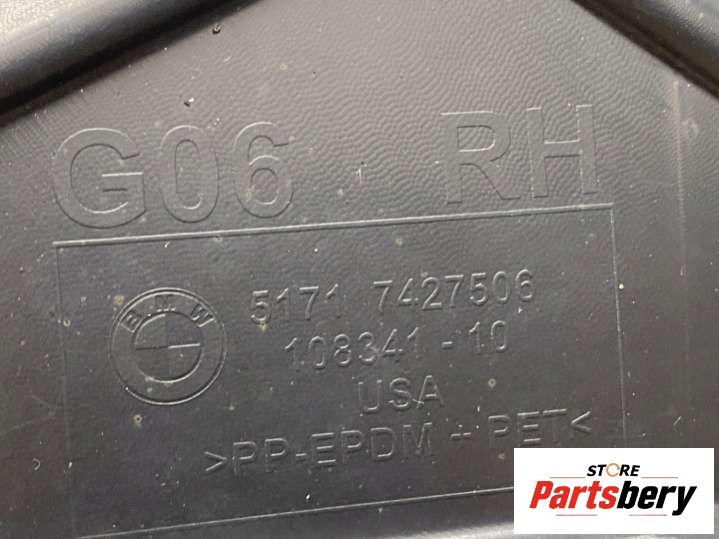 G06 RH
BMW
5171 7427506
108341-10
USA
>PP-EPDM + PET<
STORE
Partsbery